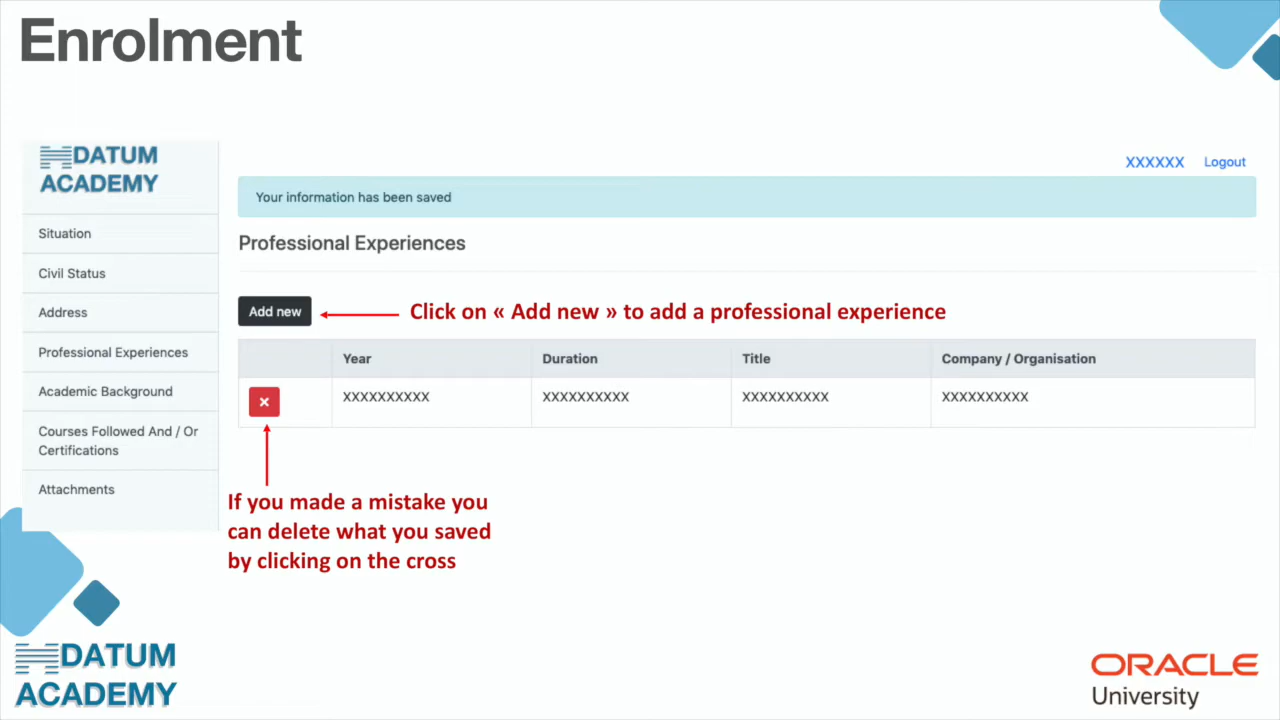 Enrolment
DATUM
ACADEMY
XXXXXX Logout
Your information has been saved
Situation
Civil Status
Address
Professional Experiences
Academic Background
Courses Followed And / Or
Certifications
Attachments
Professional Experiences
Add new
Click on « Add new » to add a professional experience
Year Duration Title Company / Organisation
XXXXXXXXXX XXXXXXXXXX XXXXXXXXXX XXXXXXXXXX
If you made a mistake you
can delete what you saved
by clicking on the cross
DATUM
ACADEMY
ORACLE
University